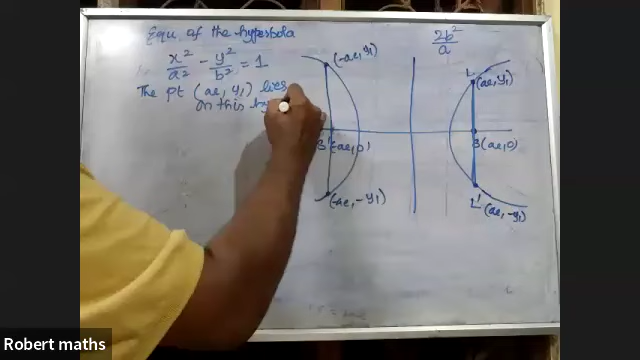 Equ. of the hyperbola
x²/a² - y²/b² = 1
The pt (ae, y₁) lies
on this hy
2b²/a
(-ae, y₁)
L
(ae, y₁)
S'(-ae, 0)
S(ae, 0)
(-ae, -y₁)
L' (ae, -y₁)
Robert maths